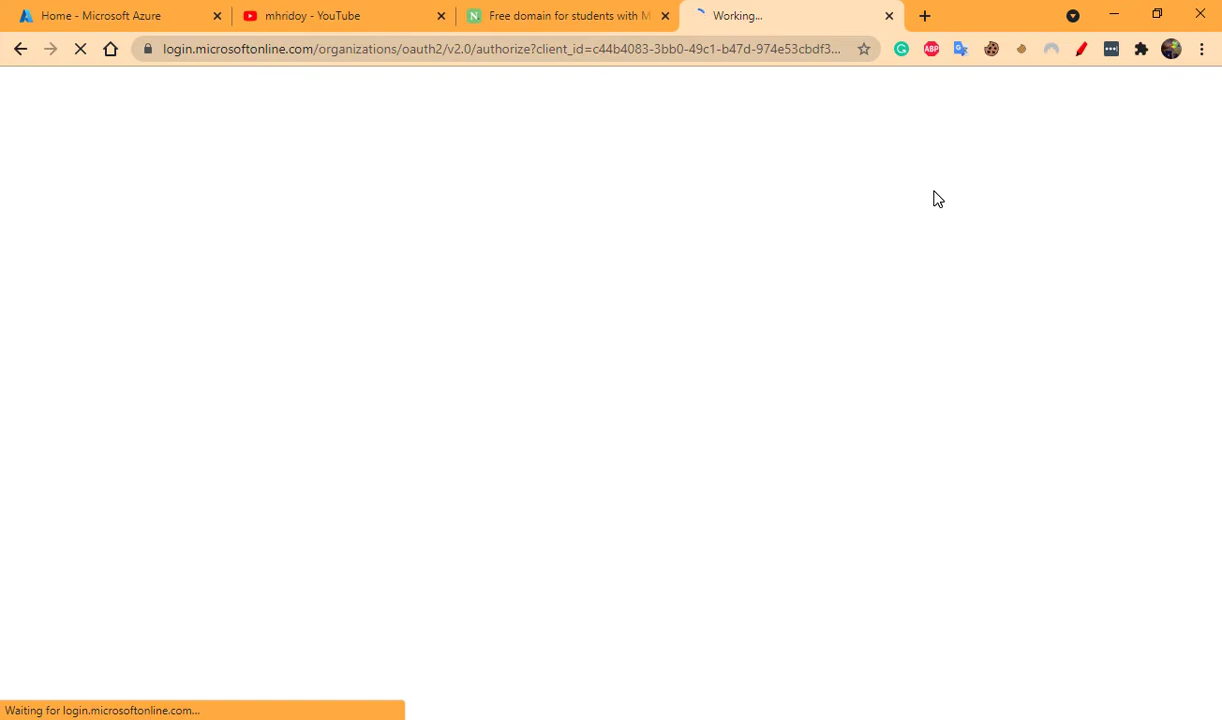 Home - Microsoft Azure
mhridoy - YouTube
Free domain for students with M
Working...
login.microsoftonline.com/organizations/oauth2/v2.0/authorize?client_id=c44b4083-3bb0-49c1-b47d-974e53cbdf3...
ABP
Waiting for login.microsoftonline.com...